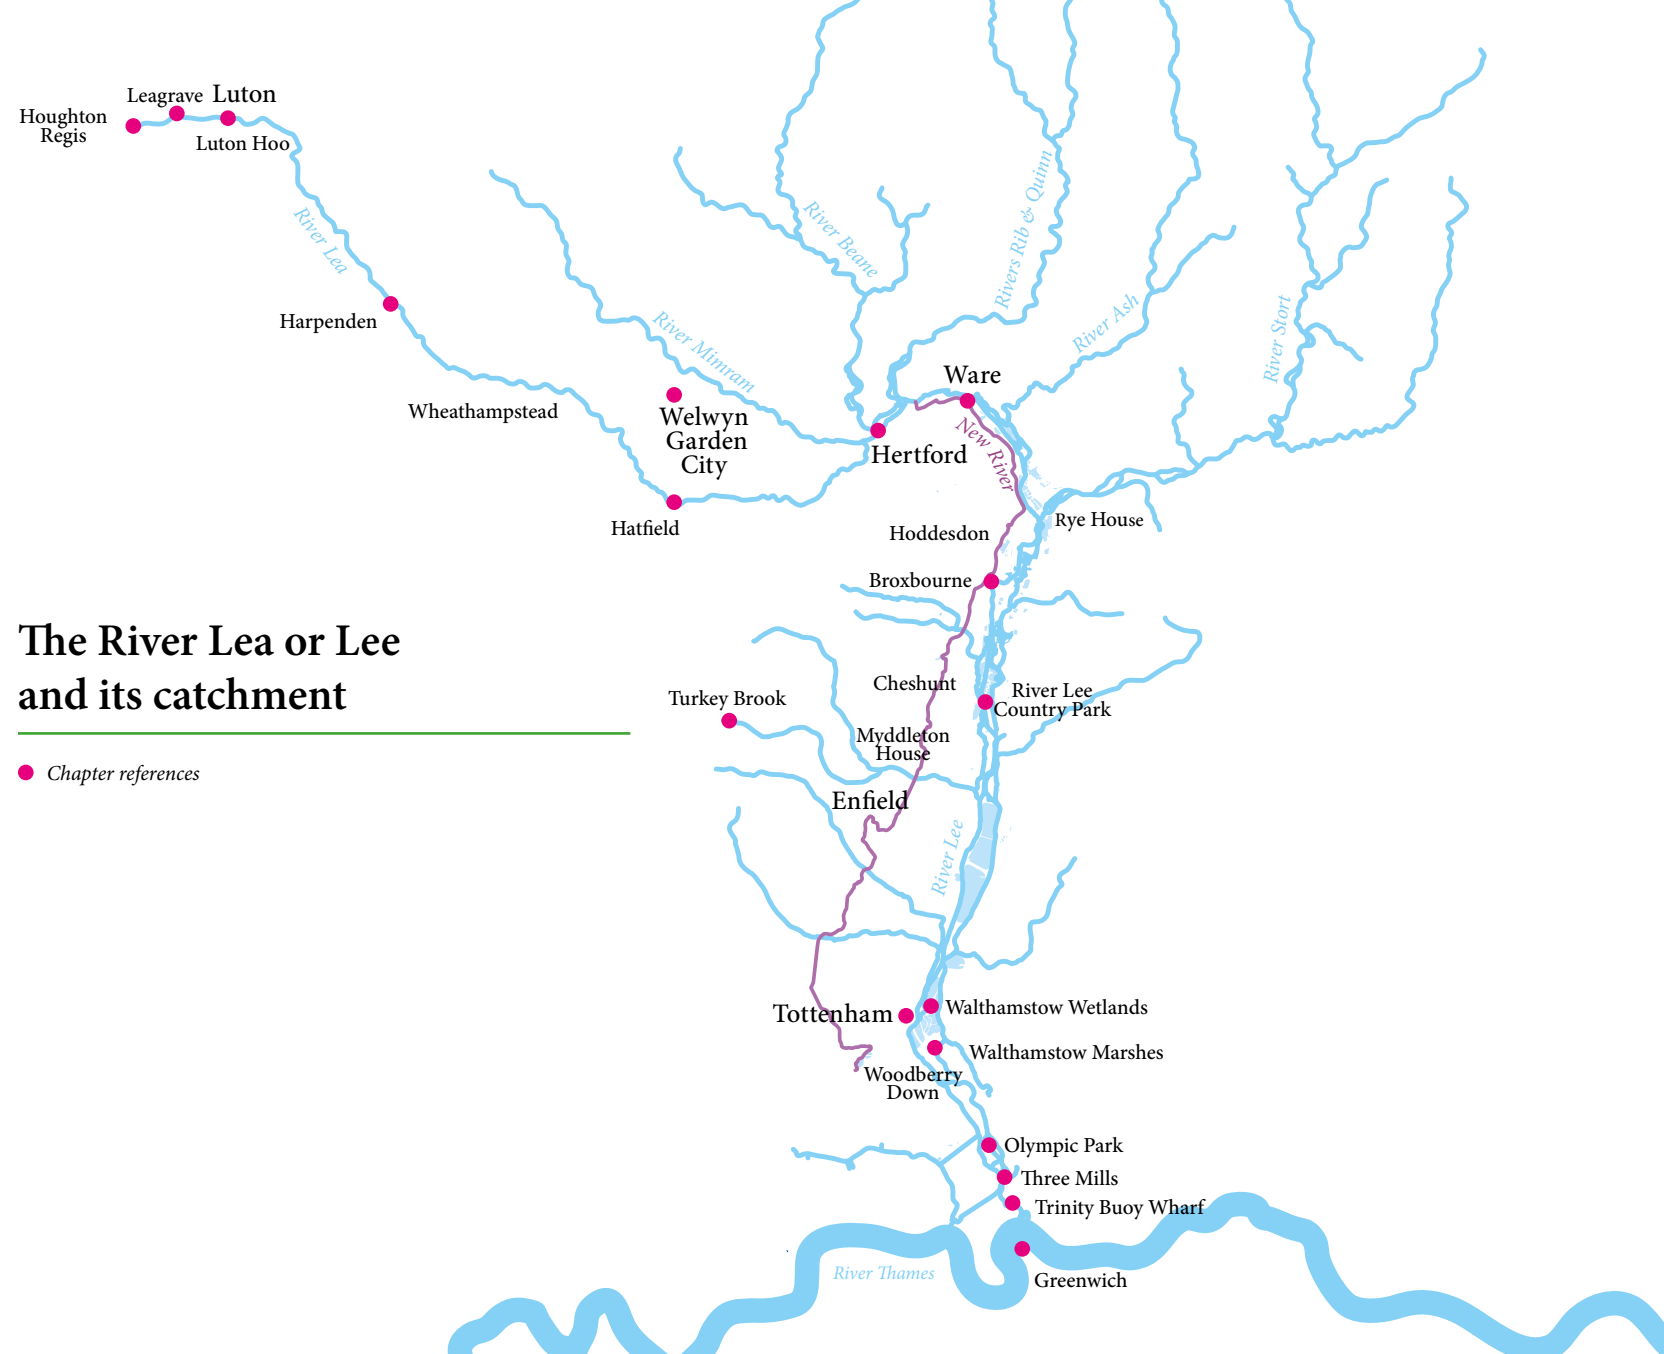 Leagrave
Luton
Houghton
Regis
Luton Hoo
River Lea
Harpenden
Wheathampstead
River Mimram
Welwyn
Garden
City
Hatfield
River Beane
Rivers Rib & Quinn
River Ash
River Stort
Ware
New River
Hertford
Hoddesdon
Rye House
Broxbourne
The River Lea or Lee
and its catchment
Chapter references
Turkey Brook
Cheshunt
River Lee
Country Park
Myddleton
House
Enfield
River Lee
Tottenham
Walthamstow Wetlands
Walthamstow Marshes
Woodberry
Down
Olympic Park
Three Mills
Trinity Buoy Wharf
River Thames
Greenwich